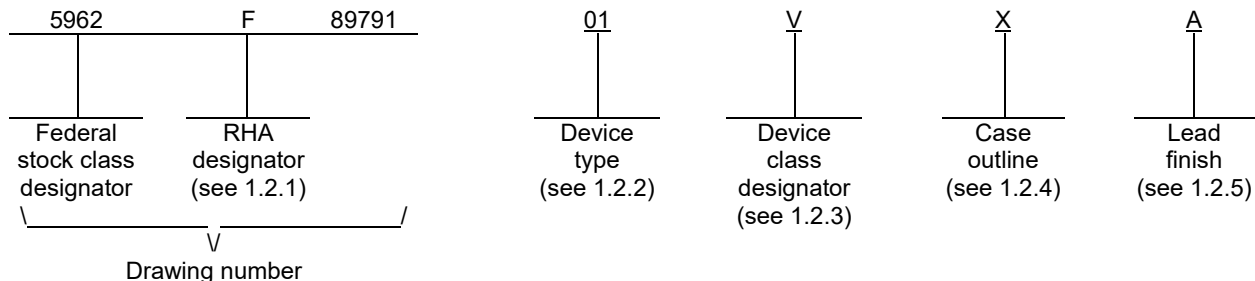 5962 F 89791 01 V X A
Federal stock class designator
RHA designator (see 1.2.1)
Device type (see 1.2.2)
Device class designator (see 1.2.3)
Case outline (see 1.2.4)
Lead finish (see 1.2.5)
\ /
\/
Drawing number